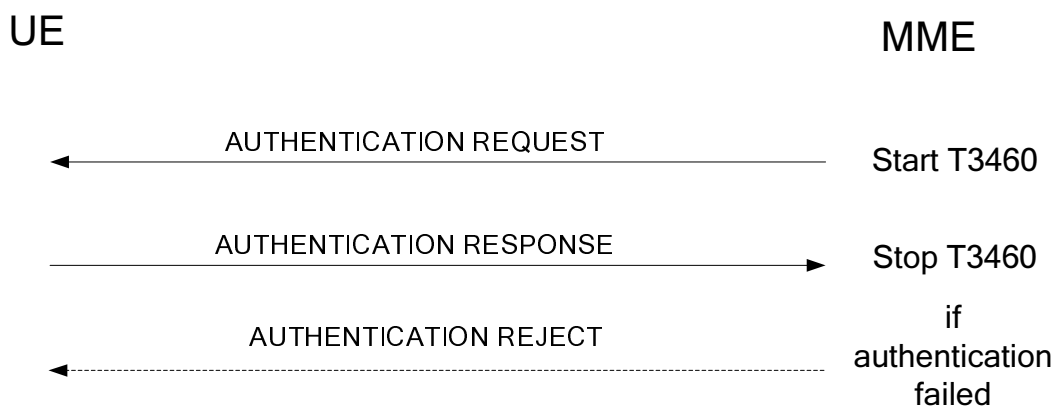 UE
MME
AUTHENTICATION REQUEST
Start T3460
AUTHENTICATION RESPONSE
Stop T3460
AUTHENTICATION REJECT
if
authentication
failed